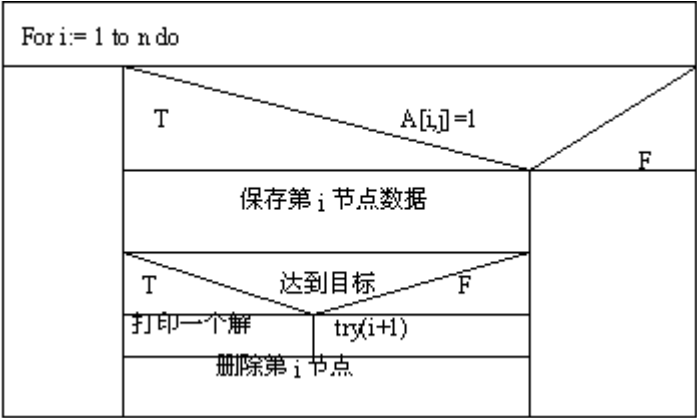 For i:= 1 to n do
T A[i,j]=1
F
保存第 i 节点数据
T 达到目标 F
打印一个解 try(i+1)
删除第 i 节点